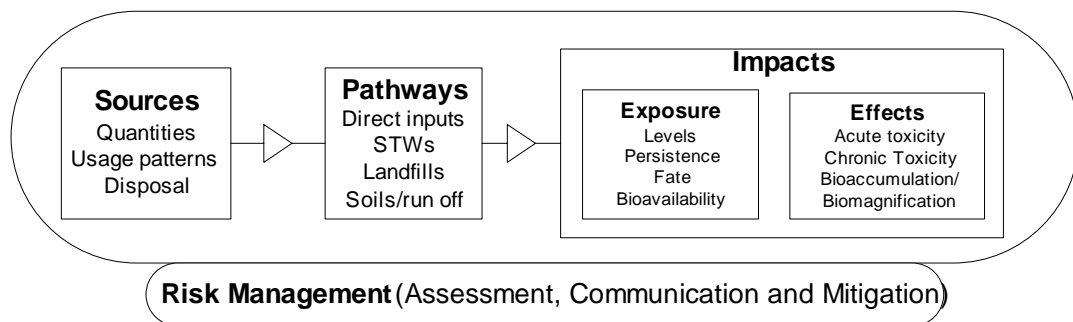 Sources
Quantities
Usage patterns
Disposal
Pathways
Direct inputs
STWs
Landfills
Soils/run off
Impacts
Exposure
Levels
Persistence
Fate
Bioavailability
Effects
Acute toxicity
Chronic Toxicity
Bioaccumulation/
Biomagnification
Risk Management (Assessment, Communication and Mitigation)